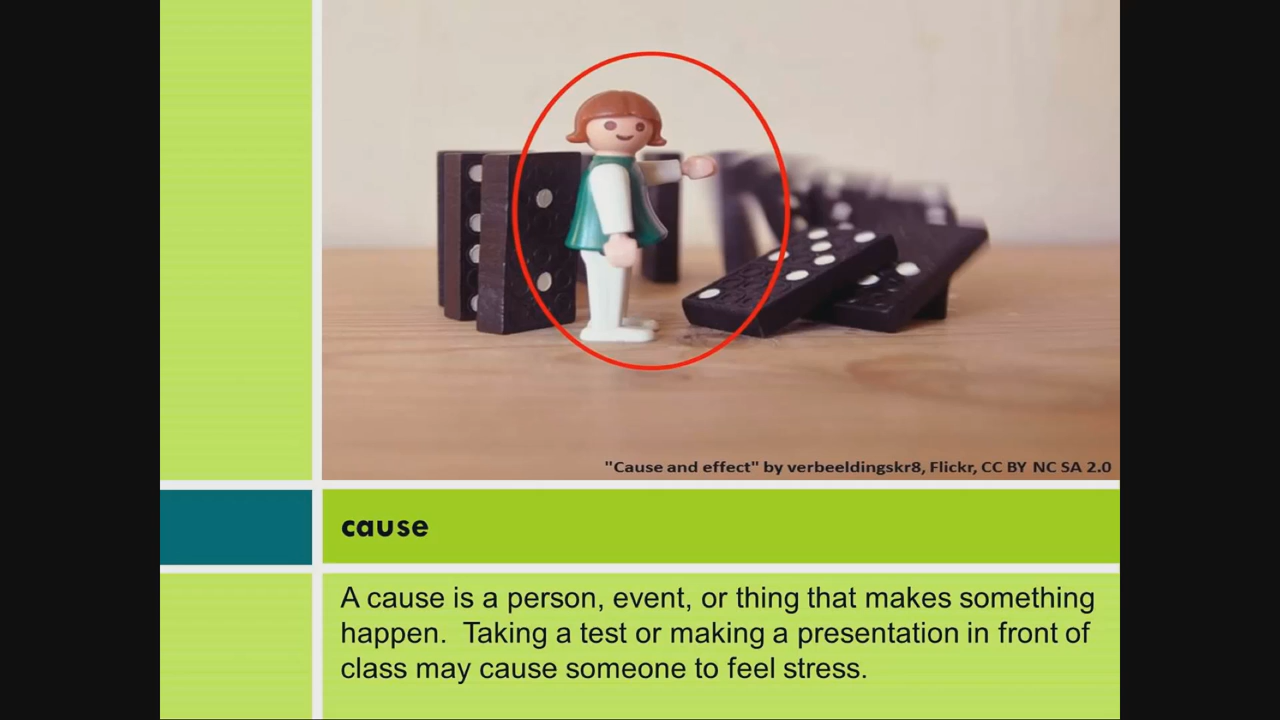 "Cause and effect" by verbeeldingskr8, Flickr, CC BY NC SA 2.0
cause
A cause is a person, event, or thing that makes something
happen.  Taking a test or making a presentation in front of
class may cause someone to feel stress.